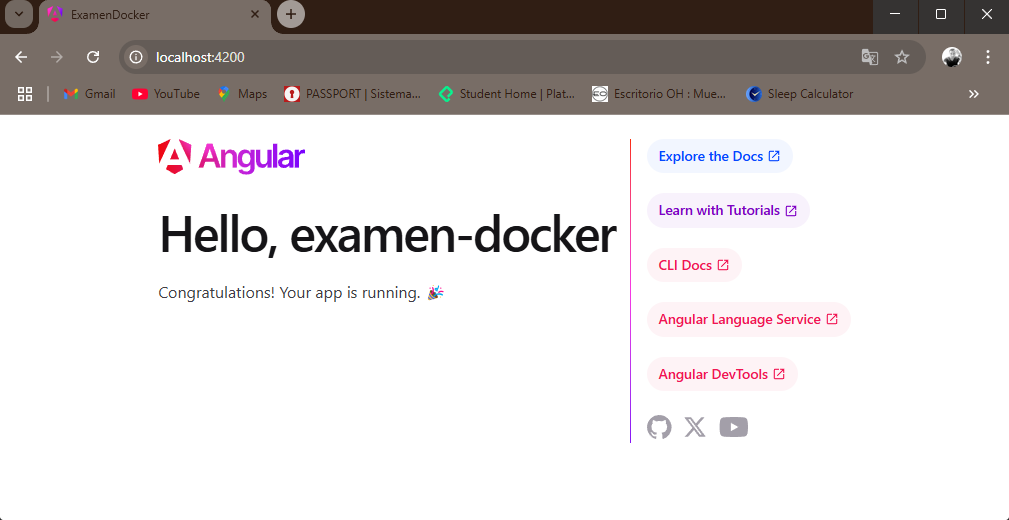 ExamenDocker
localhost:4200
Gmail
YouTube
Maps
PASSPORT | Sistema...
Student Home | Plat...
Escritorio OH : Mue...
Sleep Calculator
Angular
Hello, examen-docker
Congratulations! Your app is running. 🎉
Explore the Docs
Learn with Tutorials
CLI Docs
Angular Language Service
Angular DevTools